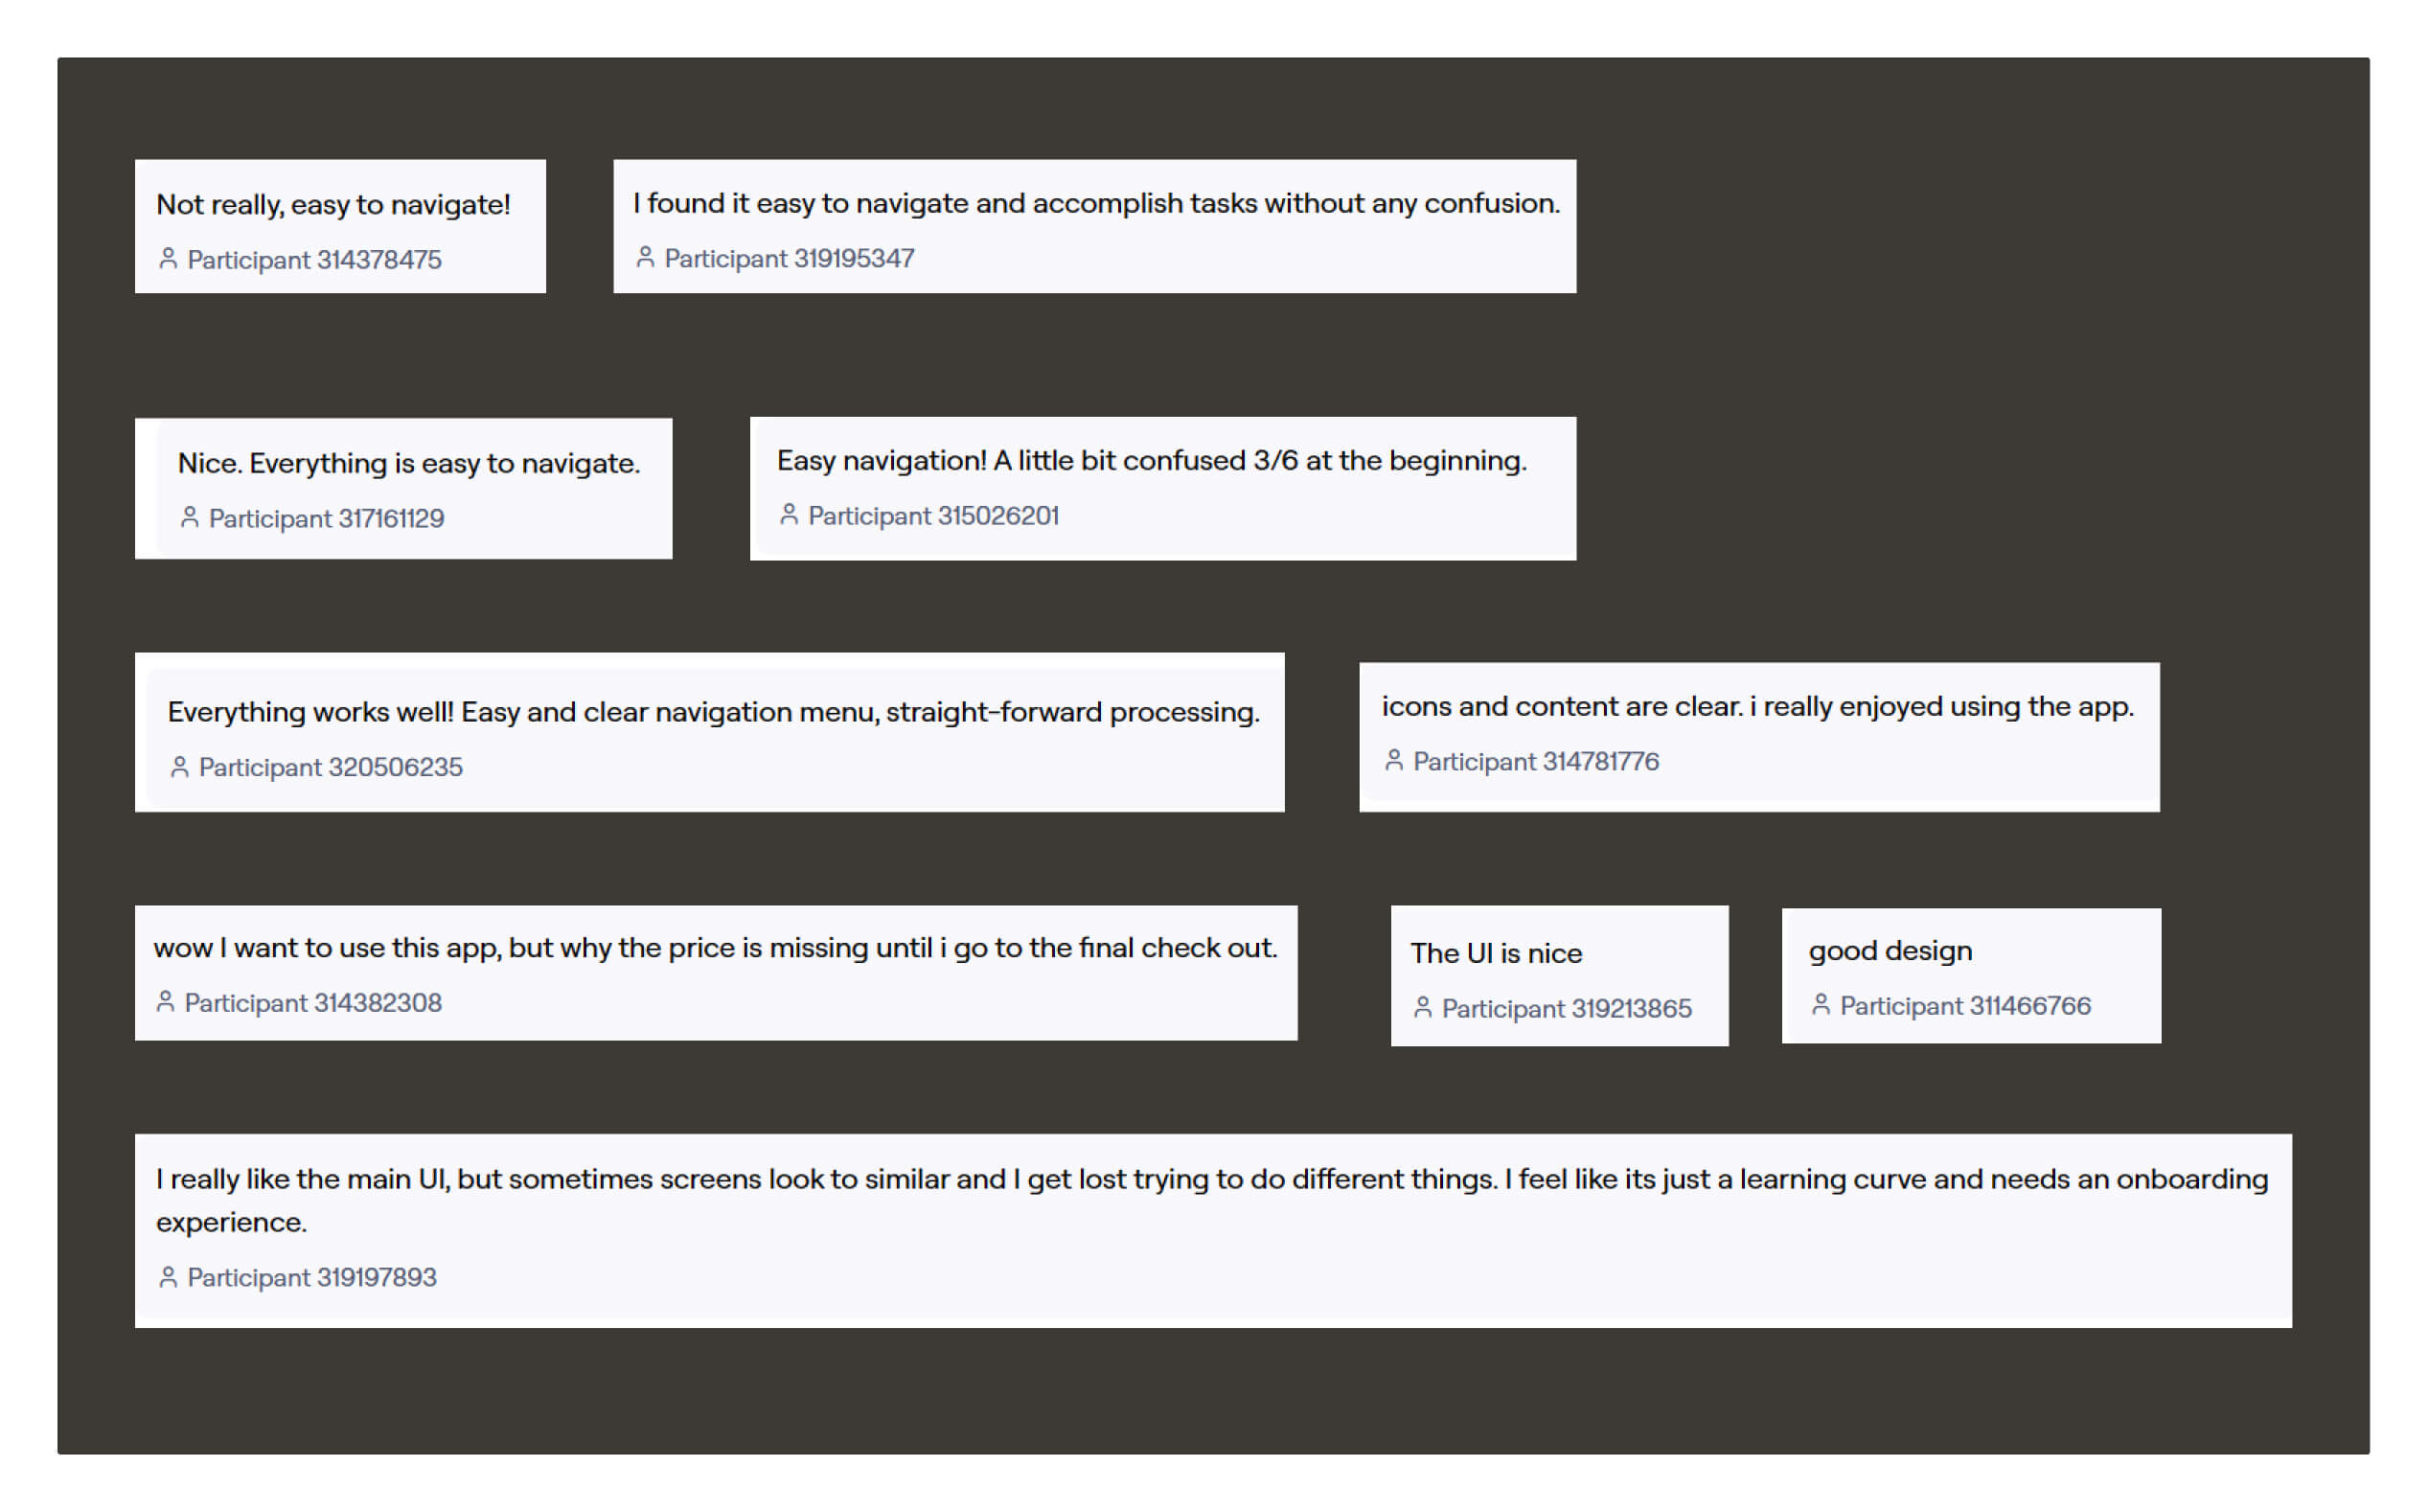 Not really, easy to navigate!
Participant 314378475
I found it easy to navigate and accomplish tasks without any confusion.
Participant 319195347
Nice. Everything is easy to navigate.
Participant 317161129
Easy navigation! A little bit confused 3/6 at the beginning.
Participant 315026201
Everything works well! Easy and clear navigation menu, straight-forward processing.
Participant 320506235
icons and content are clear. i really enjoyed using the app.
Participant 314781776
wow I want to use this app, but why the price is missing until i go to the final check out.
Participant 314382308
The UI is nice
Participant 319213865
good design
Participant 311466766
I really like the main UI, but sometimes screens look to similar and I get lost trying to do different things. I feel like its just a learning curve and needs an onboarding
experience.
Participant 319197893